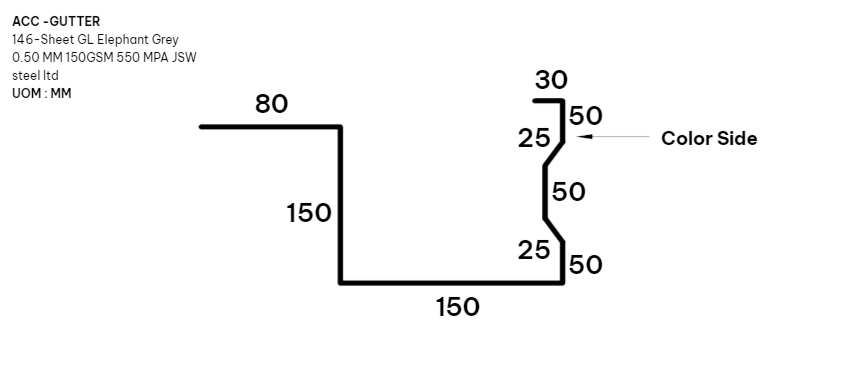 ACC -GUTTER
146-Sheet GL Elephant Grey
0.50 MM 150GSM 550 MPA JSW
steel ltd
UOM : MM
30
80
50
25
Color Side
50
150
25
50
150